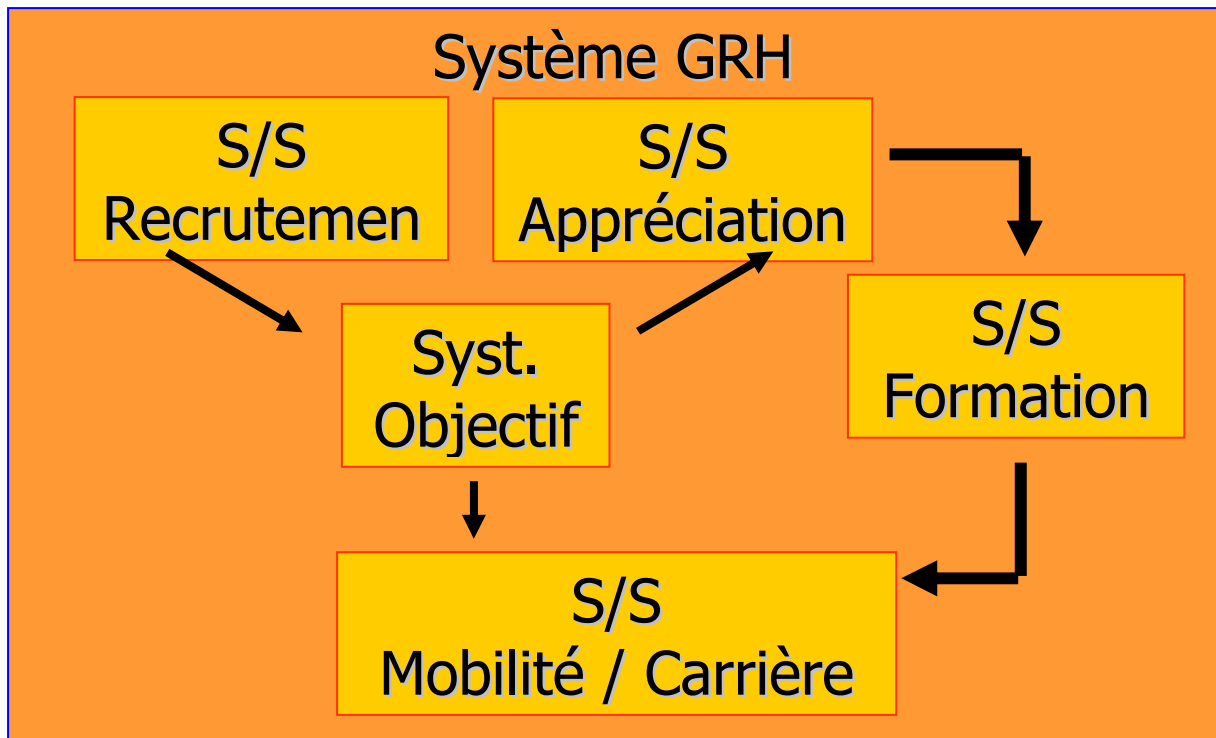 Système GRH
S/S
Recrutemen
S/S
Appréciation
Syst.
Objectif
S/S
Formation
S/S
Mobilité / Carrière